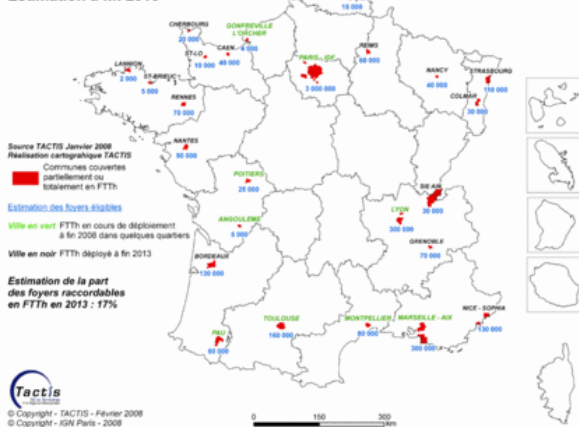 15 000
CHERBOURG
20 000
GONFREVILLE
L'ORCHER
CAEN
40 000
ST-LO
10 000
REIMS
60 000
PARIS - IDF
3 000 000
NANCY
40 000
STRASBOURG
150 000
COLMAR
30 000
LANNION
2 000
ST-BRIEUC
5 000
RENNES
70 000
NANTES
90 000
Source TACTIS Janvier 2008
Réalisation cartograhique TACTIS
Communes couvertes
partiellement ou
totalement en FTTh
Estimation des foyers éligibles
Ville en vert FTTh en cours de déploiement
à fin 2008 dans quelques quartiers
Ville en noir FTTh déployé à fin 2013
Estimation de la part
des foyers raccordables
en FTTh en 2013 : 17%
POITIERS
25 000
ANGOULEME
5 000
SIE AIN
30 000
LYON
300 000
GRENOBLE
70 000
BORDEAUX
130 000
PAU
TOULOUSE
160 000
MONTPELLIER
80 000
MARSEILLE - AIX
300 000
NICE - SOPHIA
130 000
Tactis
© Copyright - TACTIS - Février 2008
© Copyright - IGN Paris - 2008
0 150 300
km